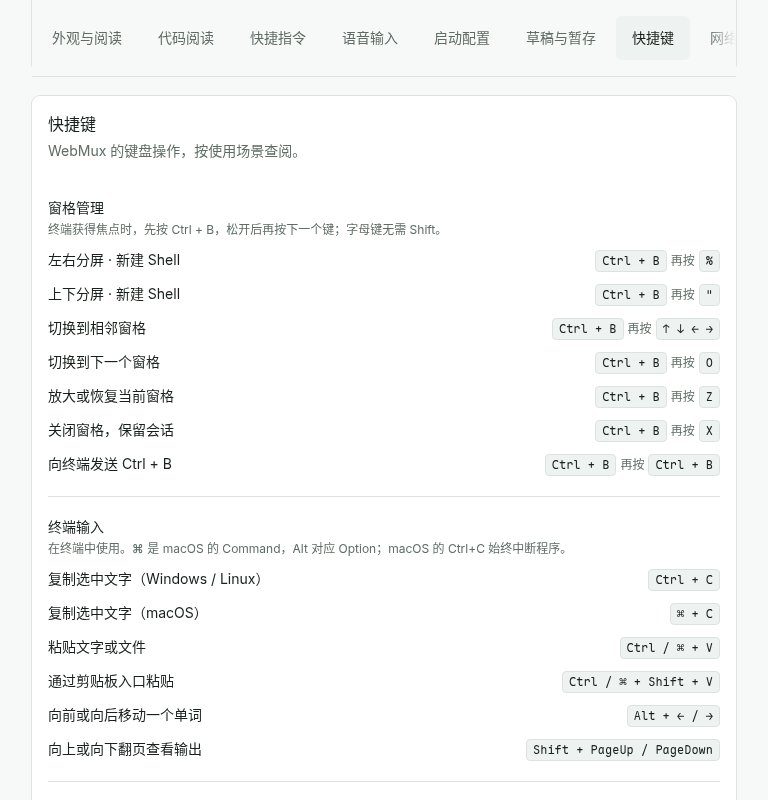 外观与阅读 代码阅读 快捷指令 语音输入 启动配置 草稿与暂存 快捷键 网络
快捷键
WebMux 的键盘操作，按使用场景查阅。
窗格管理
终端获得焦点时，先按 Ctrl + B，松开后再按下一个键；字母键无需 Shift。
左右分屏 · 新建 Shell Ctrl + B 再按 %
上下分屏 · 新建 Shell Ctrl + B 再按 "
切换到相邻窗格 Ctrl + B 再按 ↑ ↓ ← →
切换到下一个窗格 Ctrl + B 再按 O
放大或恢复当前窗格 Ctrl + B 再按 Z
关闭窗格，保留会话 Ctrl + B 再按 X
向终端发送 Ctrl + B Ctrl + B 再按 Ctrl + B
终端输入
在终端中使用。⌘ 是 macOS 的 Command，Alt 对应 Option；macOS 的 Ctrl+C 始终中断程序。
复制选中文字（Windows / Linux） Ctrl + C
复制选中文字（macOS） ⌘ + C
粘贴文字或文件 Ctrl / ⌘ + V
通过剪贴板入口粘贴 Ctrl / ⌘ + Shift + V
向前或向后移动一个单词 Alt + ← / →
向上或向下翻页查看输出 Shift + PageUp / PageDown